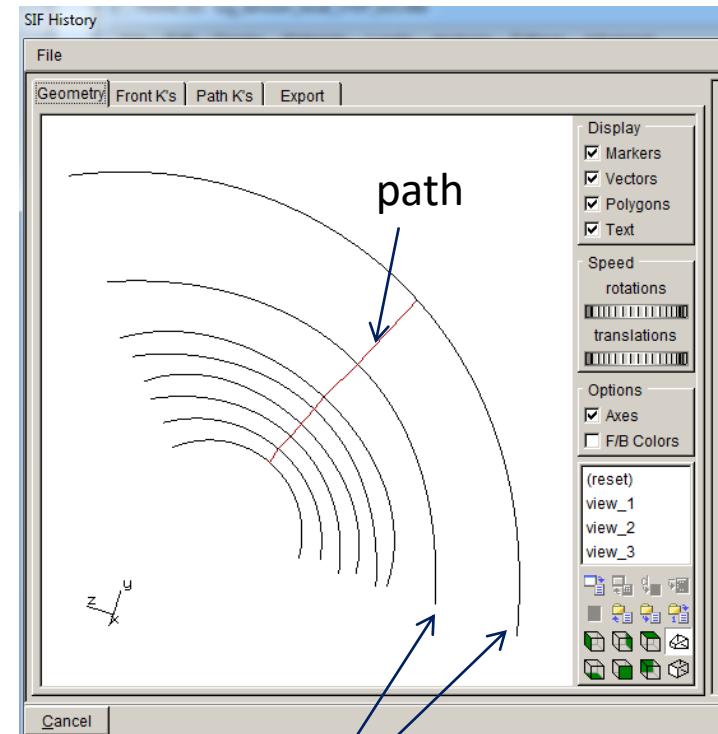 SIF History
File
Geometry Front K's Path K's Export
path
Display
Markers
Vectors
Polygons
Text
Speed
rotations
translations
Options
Axes
F/B Colors
(reset)
view_1
view_2
view_3
z y x
Cancel